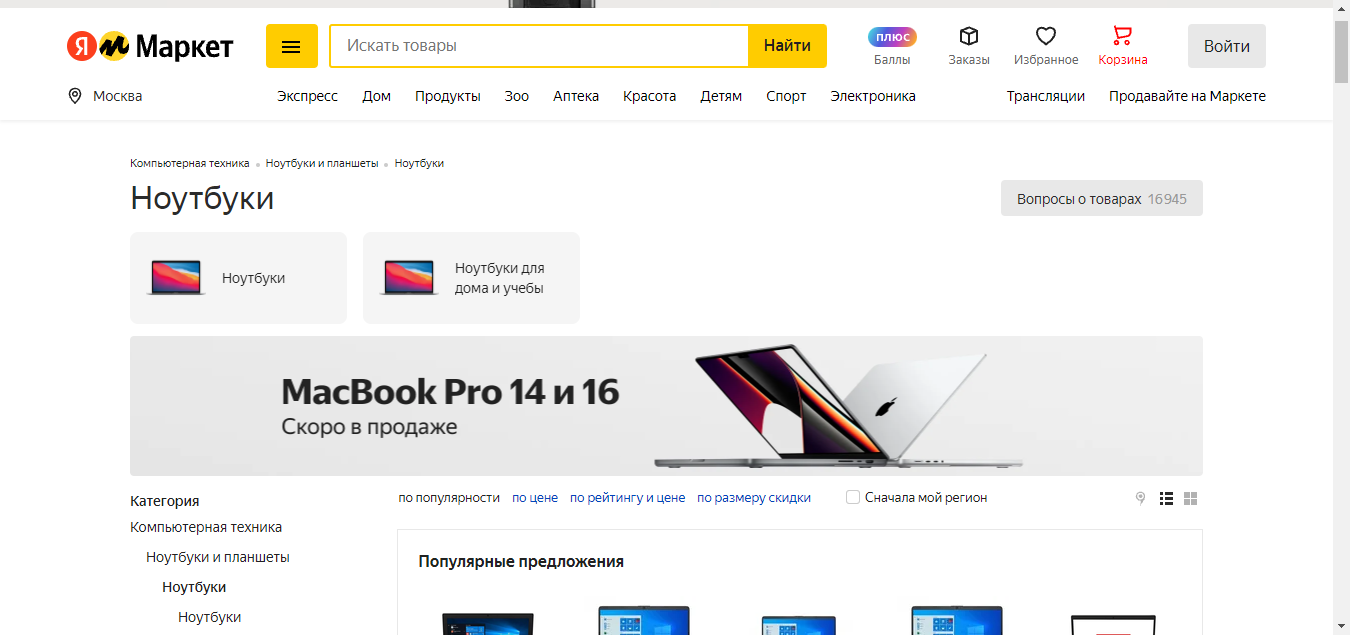 Я м Маркет
Искать товары
Найти
плюс
Баллы
Заказы
Избранное
Корзина
Войти
Москва
Экспресс Дом Продукты Зоо Аптека Красота Детям Спорт Электроника Трансляции Продавайте на Маркете
Компьютерная техника Ноутбуки и планшеты Ноутбуки
Ноутбуки
Вопросы о товарах 16945
Ноутбуки
Ноутбуки для
дома и учебы
MacBook Pro 14 и 16
Скоро в продаже
Категория
Компьютерная техника
Ноутбуки и планшеты
Ноутбуки
Ноутбуки
по популярности по цене по рейтингу и цене по размеру скидки Сначала мой регион
Популярные предложения